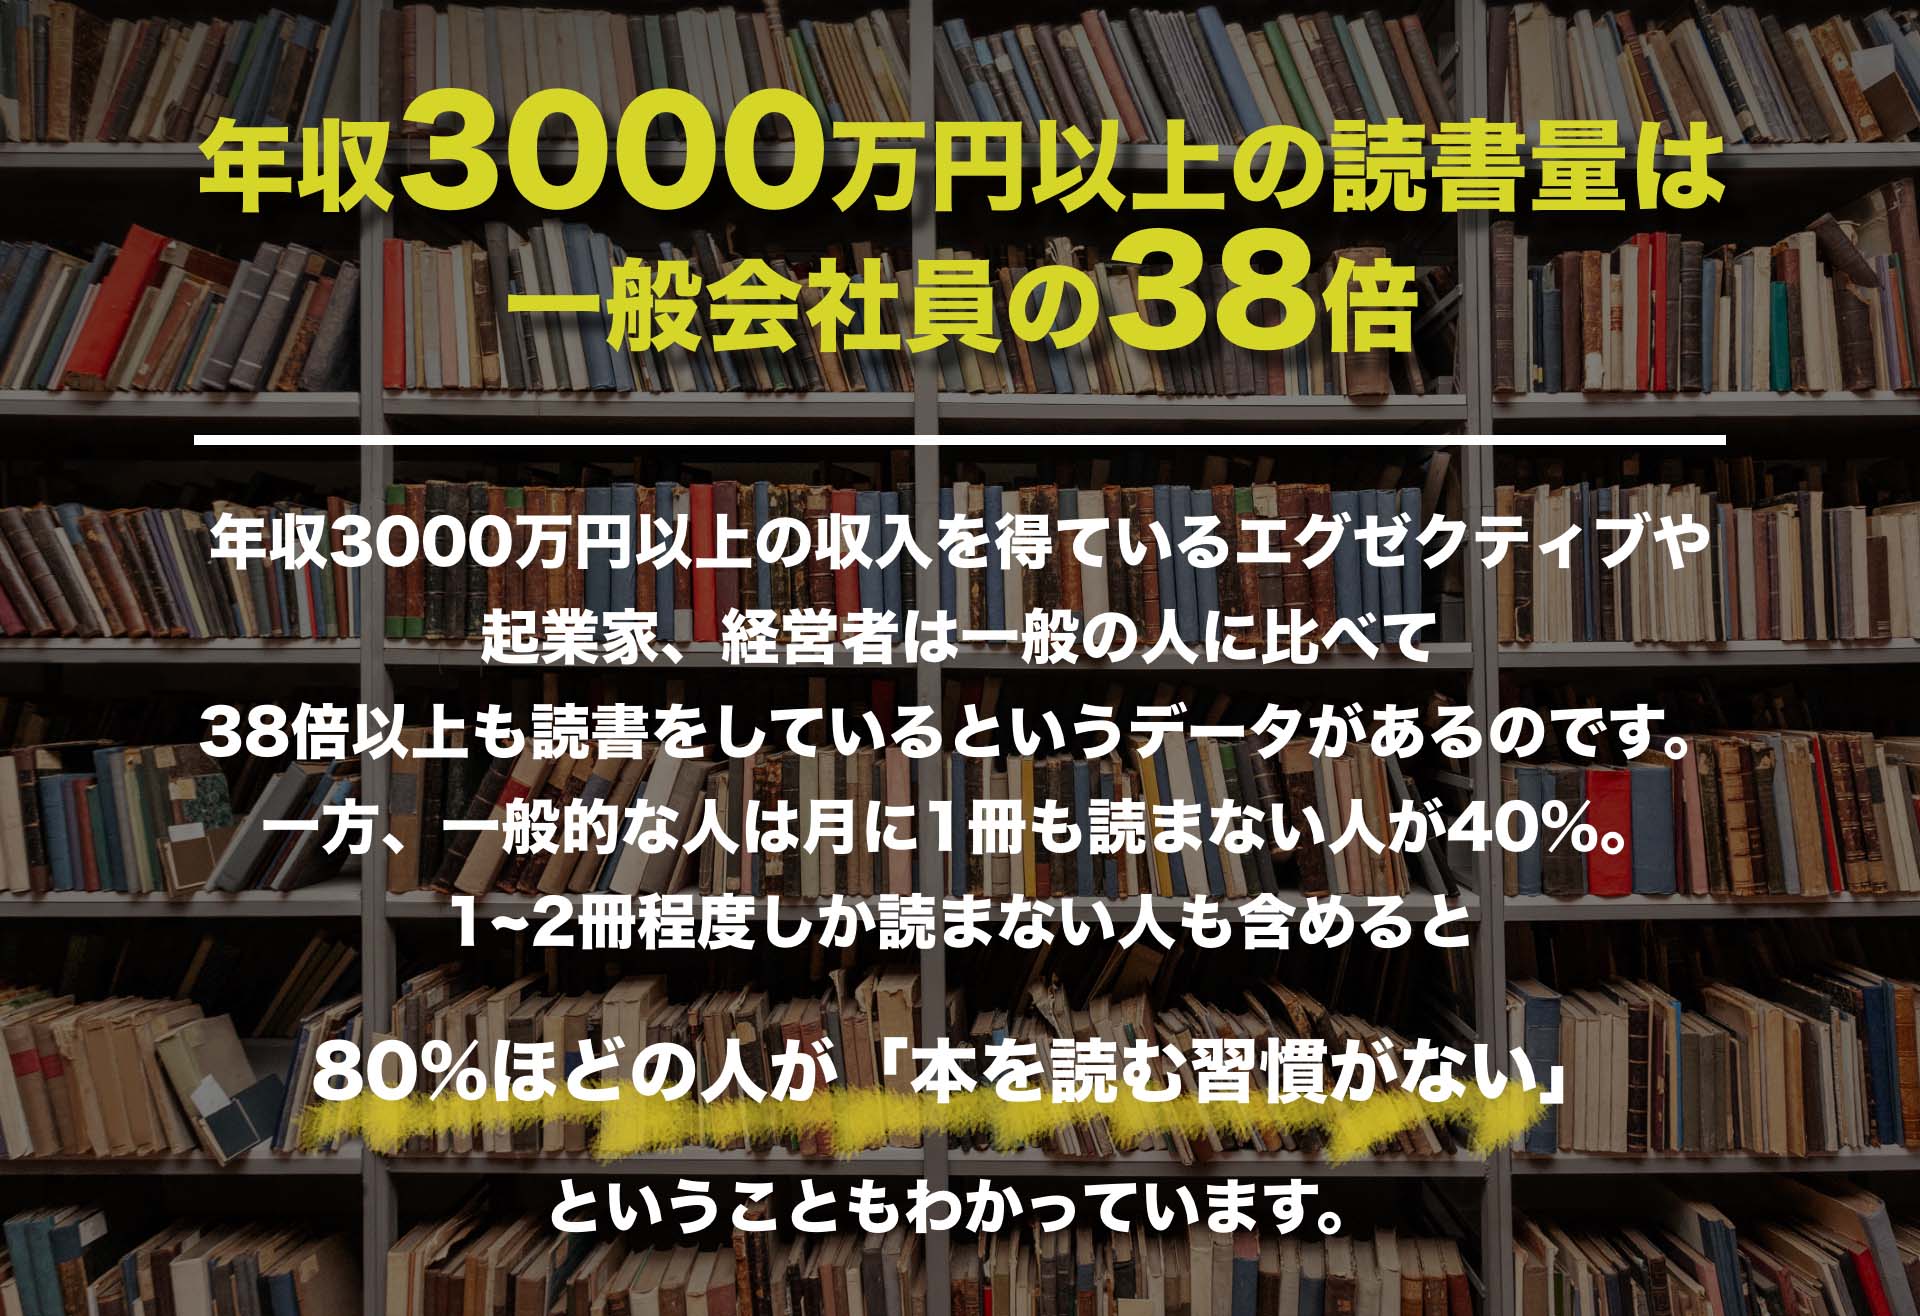 年収3000万円以上の読書量は
一般会社員の38倍
年収3000万円以上の収入を得ているエグゼクティブや
起業家、経営者は一般の人に比べて
38倍以上も読書をしているというデータがあるのです。
一方、一般的な人は月に1冊も読まない人が40%。
1~2冊程度しか読まない人も含めると
80%ほどの人が「本を読む習慣がない」
ということもわかっています。